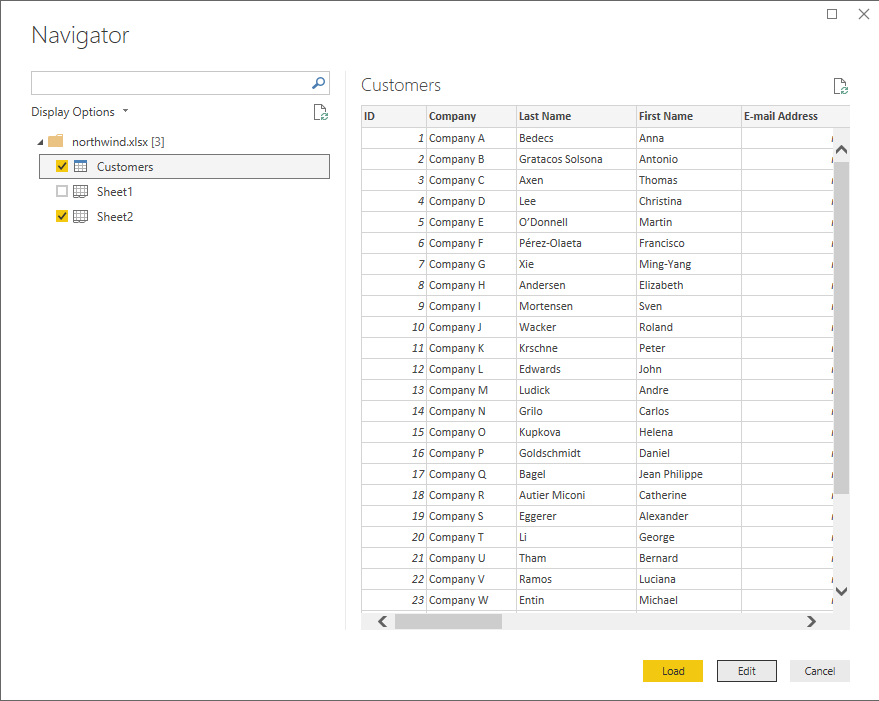 Navigator
Display Options
northwind.xlsx [3]
Customers
Sheet1
Sheet2
Customers
ID Company Last Name First Name E-mail Address
1 Company A Bedecs Anna
2 Company B Gratacos Solsona Antonio
3 Company C Axen Thomas
4 Company D Lee Christina
5 Company E O’Donnell Martin
6 Company F Pérez-Olaeta Francisco
7 Company G Xie Ming-Yang
8 Company H Andersen Elizabeth
9 Company I Mortensen Sven
10 Company J Wacker Roland
11 Company K Krschne Peter
12 Company L Edwards John
13 Company M Ludick Andre
14 Company N Grilo Carlos
15 Company O Kupkova Helena
16 Company P Goldschmidt Daniel
17 Company Q Bagel Jean Philippe
18 Company R Autier Miconi Catherine
19 Company S Eggerer Alexander
20 Company T Li George
21 Company U Tham Bernard
22 Company V Ramos Luciana
23 Company W Entin Michael
Load Edit Cancel